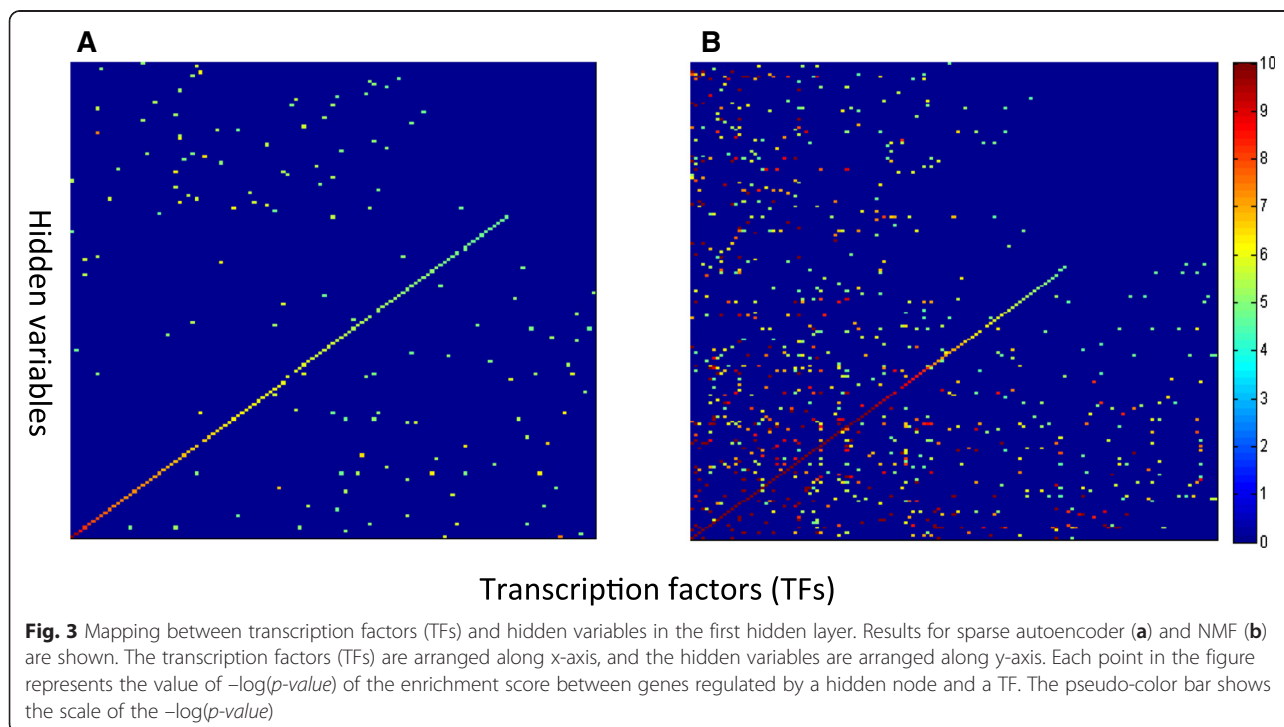 A
B
Hidden variables
10
9
8
7
6
5
4
3
2
1
0
Transcription factors (TFs)
Fig. 3 Mapping between transcription factors (TFs) and hidden variables in the first hidden layer. Results for sparse autoencoder (a) and NMF (b)
are shown. The transcription factors (TFs) are arranged along x-axis, and the hidden variables are arranged along y-axis. Each point in the figure
represents the value of –log(p-value) of the enrichment score between genes regulated by a hidden node and a TF. The pseudo-color bar shows
the scale of the –log(p-value)